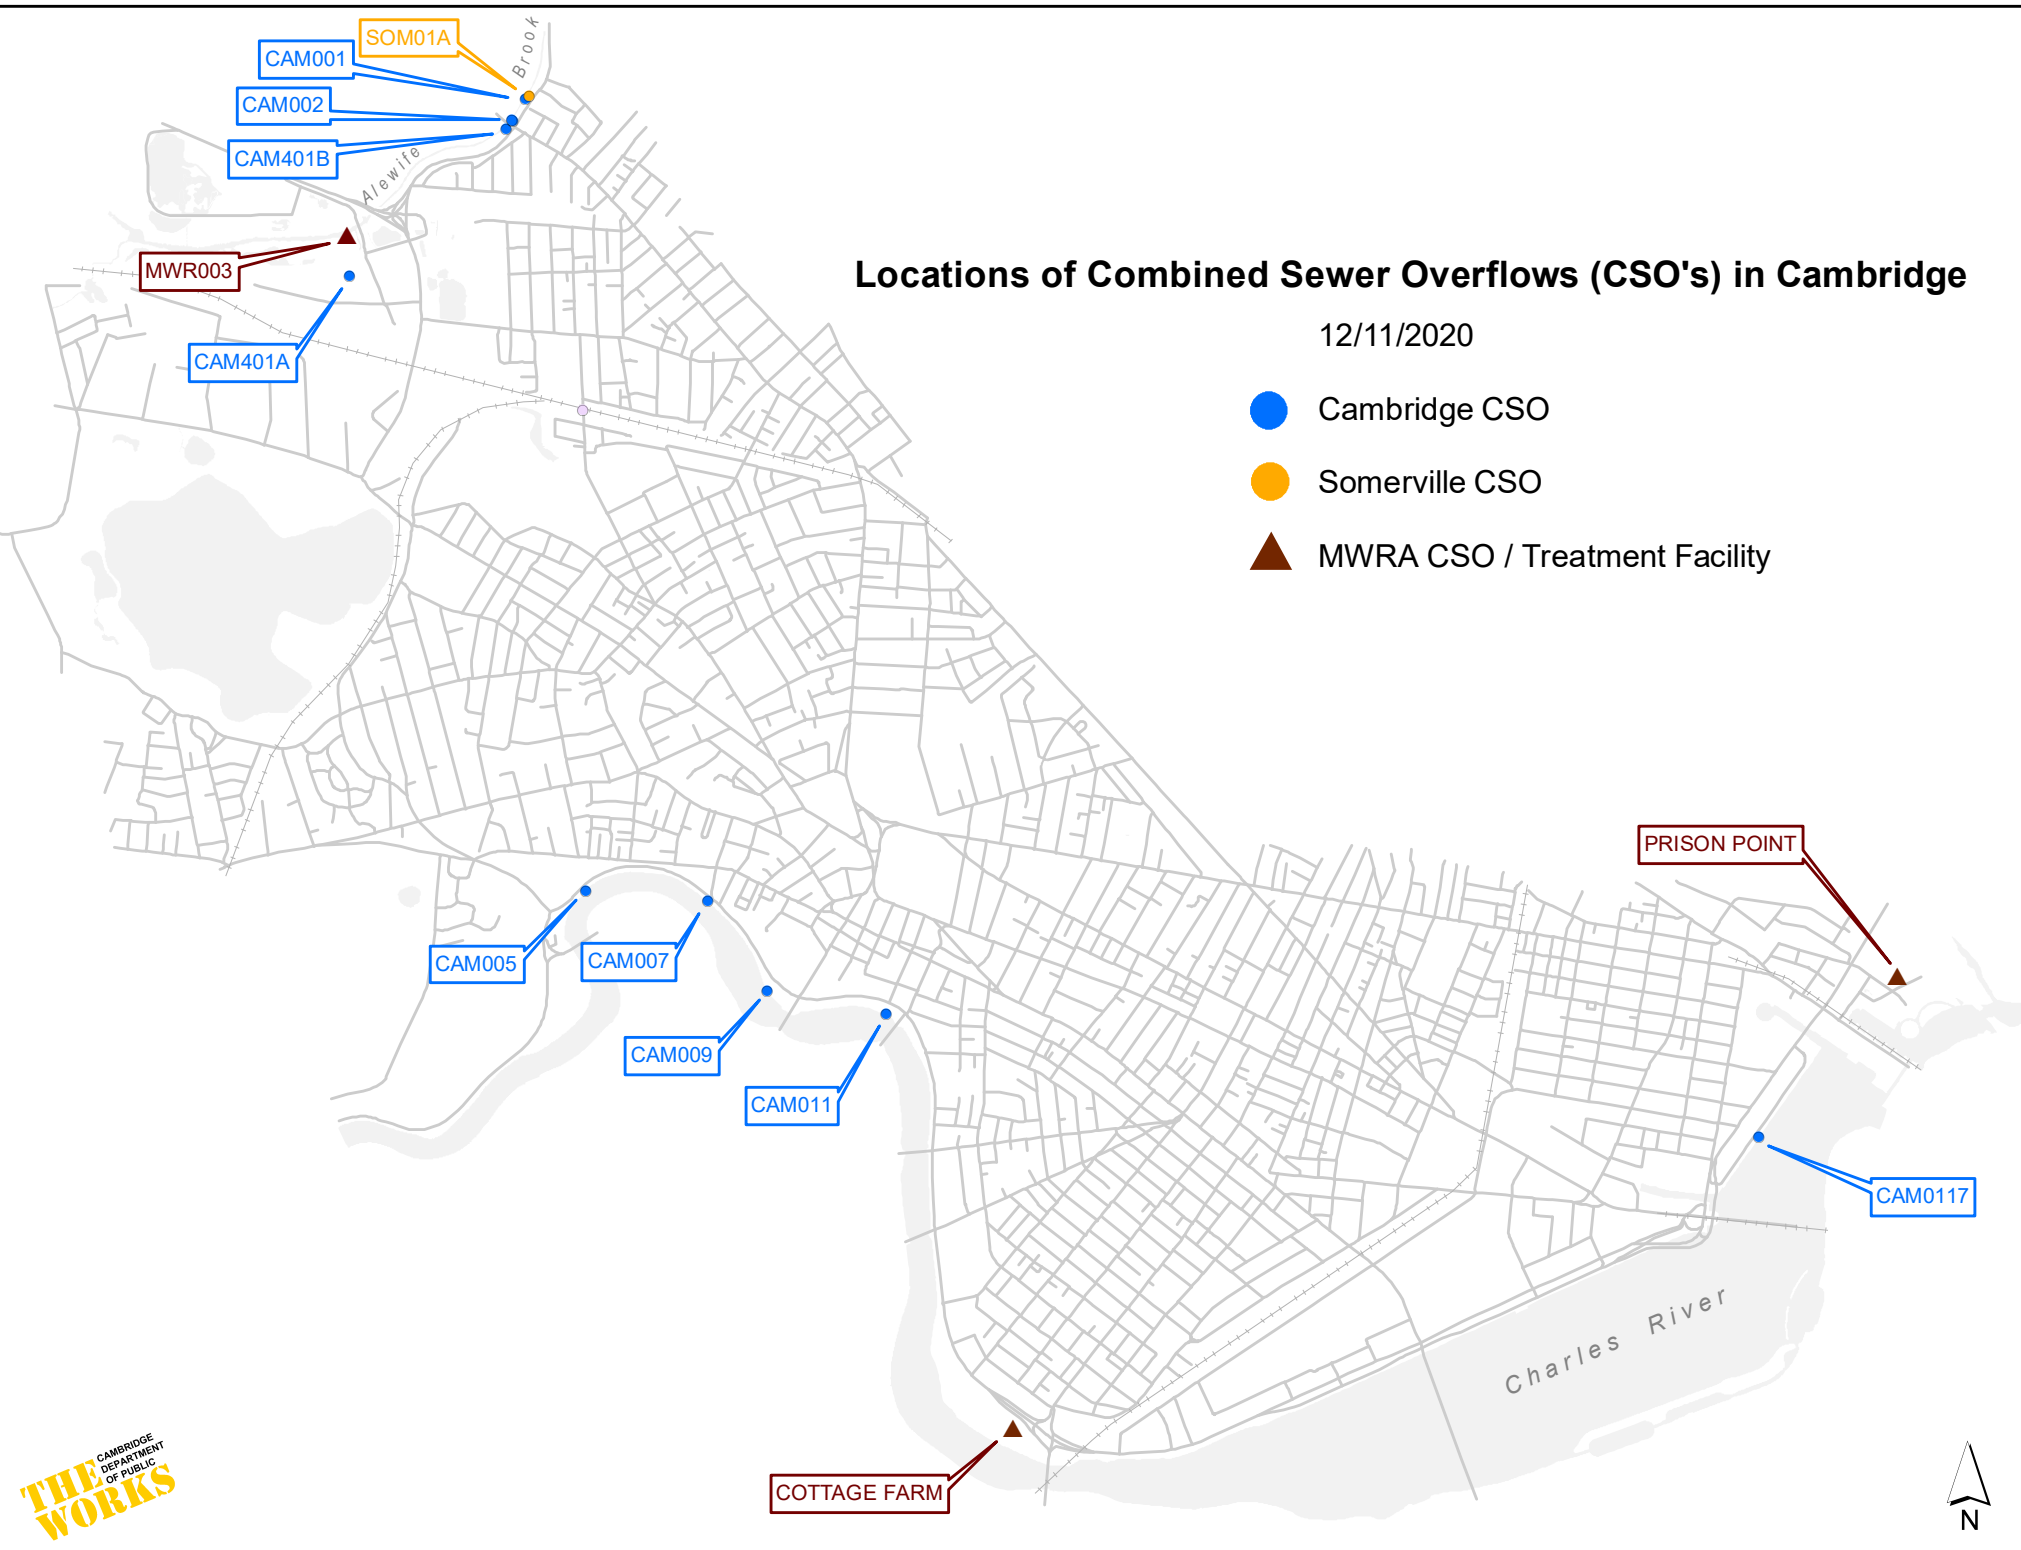 SOM01A
Brook
CAM001
CAM002
CAM401B
Alewife
MWR003
CAM401A
Locations of Combined Sewer Overflows (CSO's) in Cambridge
12/11/2020
Cambridge CSO
Somerville CSO
MWRA CSO / Treatment Facility
PRISON POINT
CAM005
CAM007
CAM009
CAM011
CAM0117
Charles River
COTTAGE FARM
THE
WORKS
CAMBRIDGE
DEPARTMENT
OF PUBLIC
N